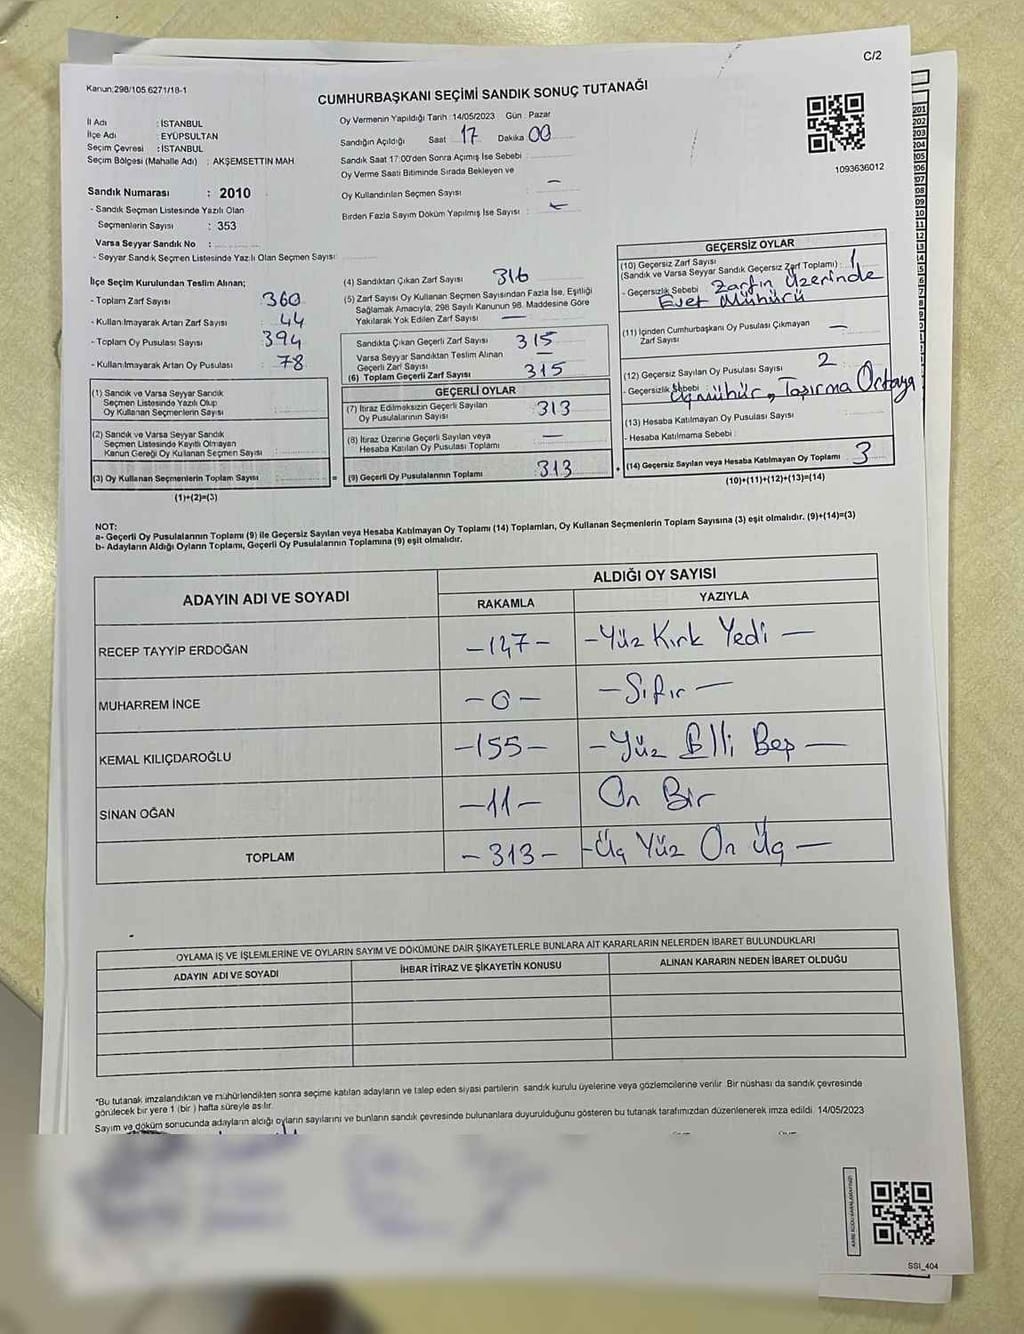 C/2
Kanun:298/105 6271/18-1
CUMHURBAŞKANI SEÇİMİ SANDIK SONUÇ TUTANAĞI
İl Adı : İSTANBUL
İlçe Adı : EYÜPSULTAN
Seçim Çevresi : İSTANBUL
Seçim Bölgesi (Mahalle Adı) : AKŞEMSETTIN MAH.
Sandık Numarası : 2010
- Sandık Seçmen Listesinde Yazılı Olan
Seçmenlerin Sayısı : 353
Varsa Seyyar Sandık No :
- Seyyar Sandık Seçmen Listesinde Yazılı Olan Seçmen Sayısı:
Oy Vermenin Yapıldığı Tarih :14/05/2023 Gün : Pazar
Sandığın Açıldığı Saat 17 Dakika 00
Sandık Saat 17:00'den Sonra Açımış İse Sebebi :
Oy Verme Saati Bitiminde Sırada Bekleyen ve
Oy Kullandırılan Seçmen Sayısı : —
Birden Fazla Sayım Döküm Yapılmış İse Sayısı :
1093636012
İlçe Seçim Kurulundan Teslim Alınan;
- Toplam Zarf Sayısı : 360
- Kullanılmayarak Artan Zarf Sayısı : 44
- Toplam Oy Pusulası Sayısı : 394
- Kullanılmayarak Artan Oy Pusulası : 78
(1) Sandık ve Varsa Seyyar Sandık
Seçmen Listesinde Yazılı Olup
Oy Kullanan Seçmenlerin Sayısı :
(2) Sandık ve Varsa Seyyar Sandık
Seçmen Listesinde Kayıtlı Olmayan
Kanun Gereği Oy Kullanan Seçmen Sayısı :
(3) Oy Kullanan Seçmenlerin Toplam Sayısı :
(1)+(2)=(3)
(4) Sandıktan Çıkan Zarf Sayısı : 316
(5) Zarf Sayısı Oy Kullanan Seçmen Sayısından Fazla İse, Eşitliği
Sağlamak Amacıyla, 298 Sayılı Kanunun 98. Maddesine Göre
Yakılarak Yok Edilen Zarf Sayısı : —
Sandıkta Çıkan Geçerli Zarf Sayısı : 315
Varsa Seyyar Sandıktan Teslim Alınan
Geçerli Zarf Sayısı : —
(6) Toplam Geçerli Zarf Sayısı : 315
GEÇERLİ OYLAR
(7) İtiraz Edilmeksizin Geçerli Sayılan
Oy Pusulalarının Sayısı : 313
(8) İtiraz Üzerine Geçerli Sayılan veya
Hesaba Katılan Oy Pusulası Toplamı : —
(9) Geçerli Oy Pusulalarının Toplamı : 313
GEÇERSİZ OYLAR
(10) Geçersiz Zarf Sayısı
(Sandık ve Varsa Seyyar Sandık Geçersiz Zarf Toplamı) : 1
- Geçersizlik Sebebi : Zarfın Üzerinde
Evet Mühürü
(11) İçinden Cumhurbaşkanı Oy Pusulası Çıkmayan
Zarf Sayısı : —
(12) Geçersiz Sayılan Oy Pusulası Sayısı : 2
- Geçersizlik Sebebi : Taşırma Ortaya
(13) Hesaba Katılmayan Oy Pusulası Sayısı :
- Hesaba Katılmama Sebebi :
(14) Geçersiz Sayılan veya Hesaba Katılmayan Oy Toplamı : 3
(10)+(11)+(12)+(13)=(14)
NOT:
a- Geçerli Oy Pusulalarının Toplamı (9) ile Geçersiz Sayılan veya Hesaba Katılmayan Oy Toplamı (14) Toplamları, Oy Kullanan Seçmenlerin Toplam Sayısına (3) eşit olmalıdır. (9)+(14)=(3)
b- Adayların Aldığı Oyların Toplamı, Geçerli Oy Pusulalarının Toplamına (9) eşit olmalıdır.
ADAYIN ADI VE SOYADI ALDIĞI OY SAYISI
RAKAMLA YAZIYLA
RECEP TAYYİP ERDOĞAN -147- - Yüz Kırk Yedi —
MUHARREM İNCE -0- - Sıfır —
KEMAL KILIÇDAROĞLU -155- - Yüz Elli Beş —
SİNAN OĞAN -11- On Bir
TOPLAM -313- - Üç Yüz On Üç —
OYLAMA İŞ VE İŞLEMLERİNE VE OYLARIN SAYIM VE DÖKÜMÜNE DAİR ŞİKAYETLERLE BUNLARA AİT KARARLARIN NELERDEN İBARET BULUNDUKLARI
ADAYIN ADI VE SOYADI İHBAR İTİRAZ VE ŞİKAYETİN KONUSU ALINAN KARARIN NEDEN İBARET OLDUĞU
*Bu tutanak imzalandıktan ve mühürlendikten sonra seçime katılan adayların ve talep eden siyasi partilerin sandık kurulu üyelerine veya gözlemcilerine verilir. Bir nüshası da sandık çevresinde
görülecek bir yere 1 (bir ) hafta süreyle asılır.
Sayım ve döküm sonucunda adayların aldığı oyların sayılarını ve bunların sandık çevresinde bulunanlara duyurulduğunu gösteren bu tutanak tarafımızdan düzenlenerek imza edildi. 14/05/2023
SSI_404